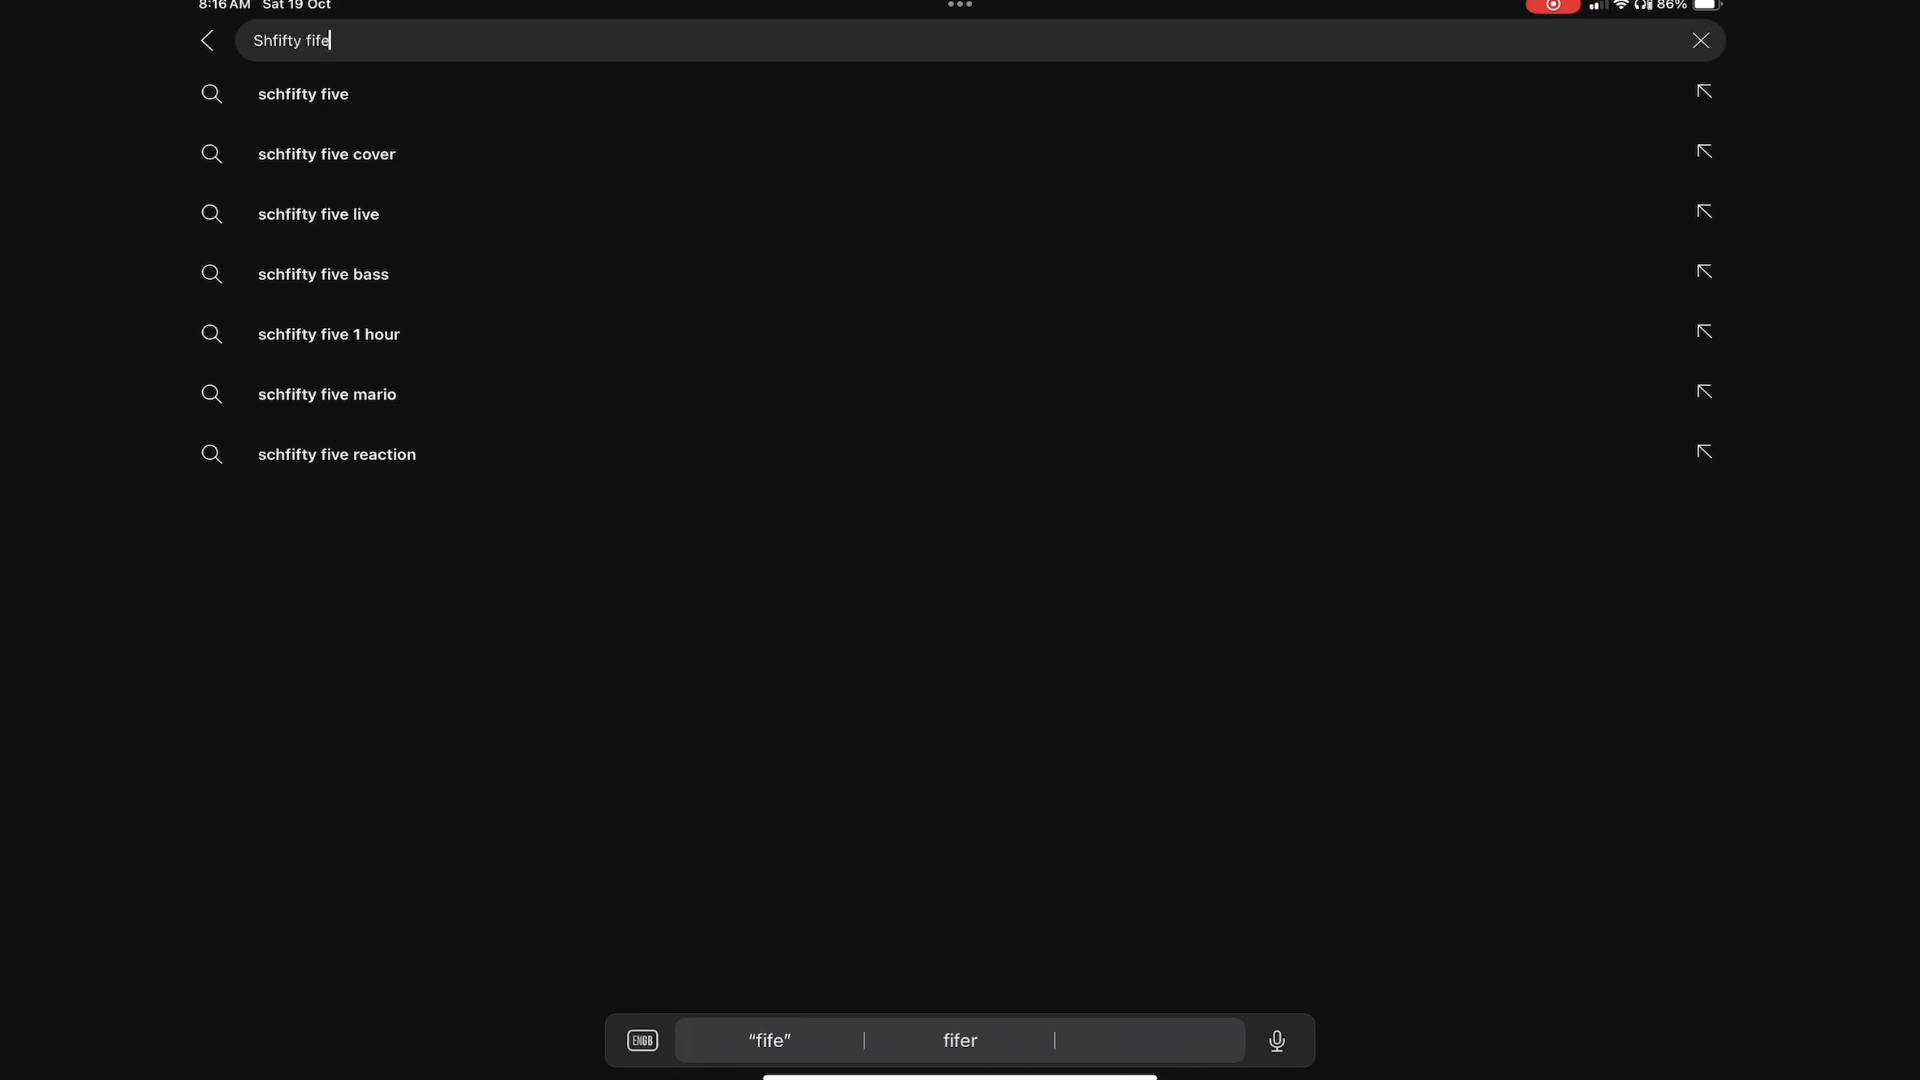 8:16 AM Sat 19 Oct
86%
Shfifty fife
schfifty five
schfifty five cover
schfifty five live
schfifty five bass
schfifty five 1 hour
schfifty five mario
schfifty five reaction
ENGB “fife” fifer